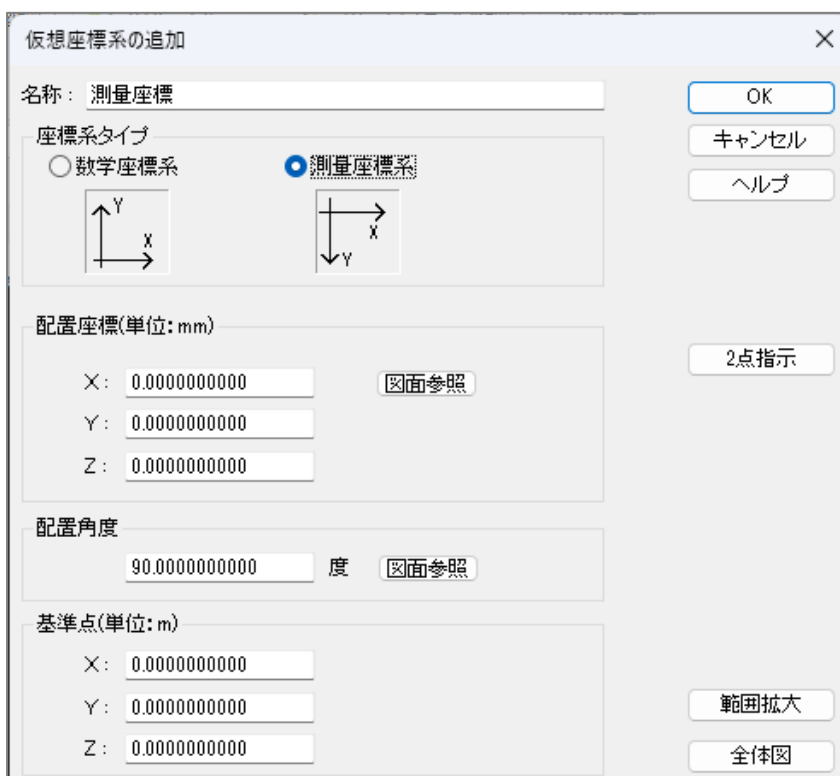 仮想座標系の追加
名称: 測量座標
OK
座標系タイプ
キャンセル
数学座標系
測量座標系
ヘルプ
Y
X
X
Y
配置座標(単位:mm)
2点指示
X: 0.0000000000
図面参照
Y: 0.0000000000
Z: 0.0000000000
配置角度
90.0000000000 度
図面参照
基準点(単位:m)
X: 0.0000000000
Y: 0.0000000000
範囲拡大
Z: 0.0000000000
全体図